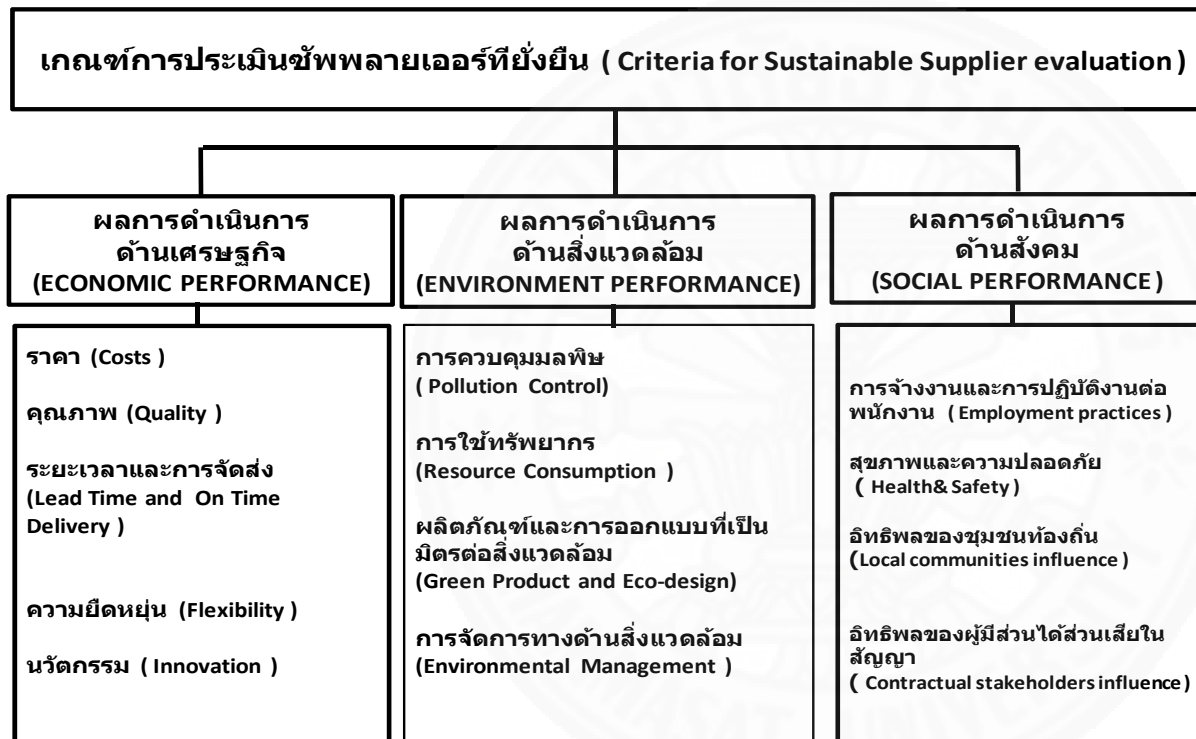 เกณฑ์การประเมินซัพพลายเออร์ที่ยั่งยืน ( Criteria for Sustainable Supplier evaluation )
ผลการดำเนินการ
ด้านเศรษฐกิจ
(ECONOMIC PERFORMANCE)
ราคา (Costs )
คุณภาพ (Quality )
ระยะเวลาและการจัดส่ง
(Lead Time and On Time
Delivery )
ความยืดหยุ่น (Flexibility )
นวัตกรรม ( Innovation )
ผลการดำเนินการ
ด้านสิ่งแวดล้อม
(ENVIRONMENT PERFORMANCE)
การควบคุมมลพิษ
( Pollution Control)
การใช้ทรัพยากร
(Resource Consumption )
ผลิตภัณฑ์และการออกแบบที่เป็น
มิตรต่อสิ่งแวดล้อม
(Green Product and Eco-design)
การจัดการทางด้านสิ่งแวดล้อม
(Environmental Management )
ผลการดำเนินการ
ด้านสังคม
(SOCIAL PERFORMANCE )
การจ้างงานและการปฏิบัติงานต่อ
พนักงาน ( Employment practices )
สุขภาพและความปลอดภัย
( Health& Safety )
อิทธิพลของชุมชนท้องถิ่น
(Local communities influence )
อิทธิพลของผู้มีส่วนได้ส่วนเสียใน
สัญญา
( Contractual stakeholders influence)